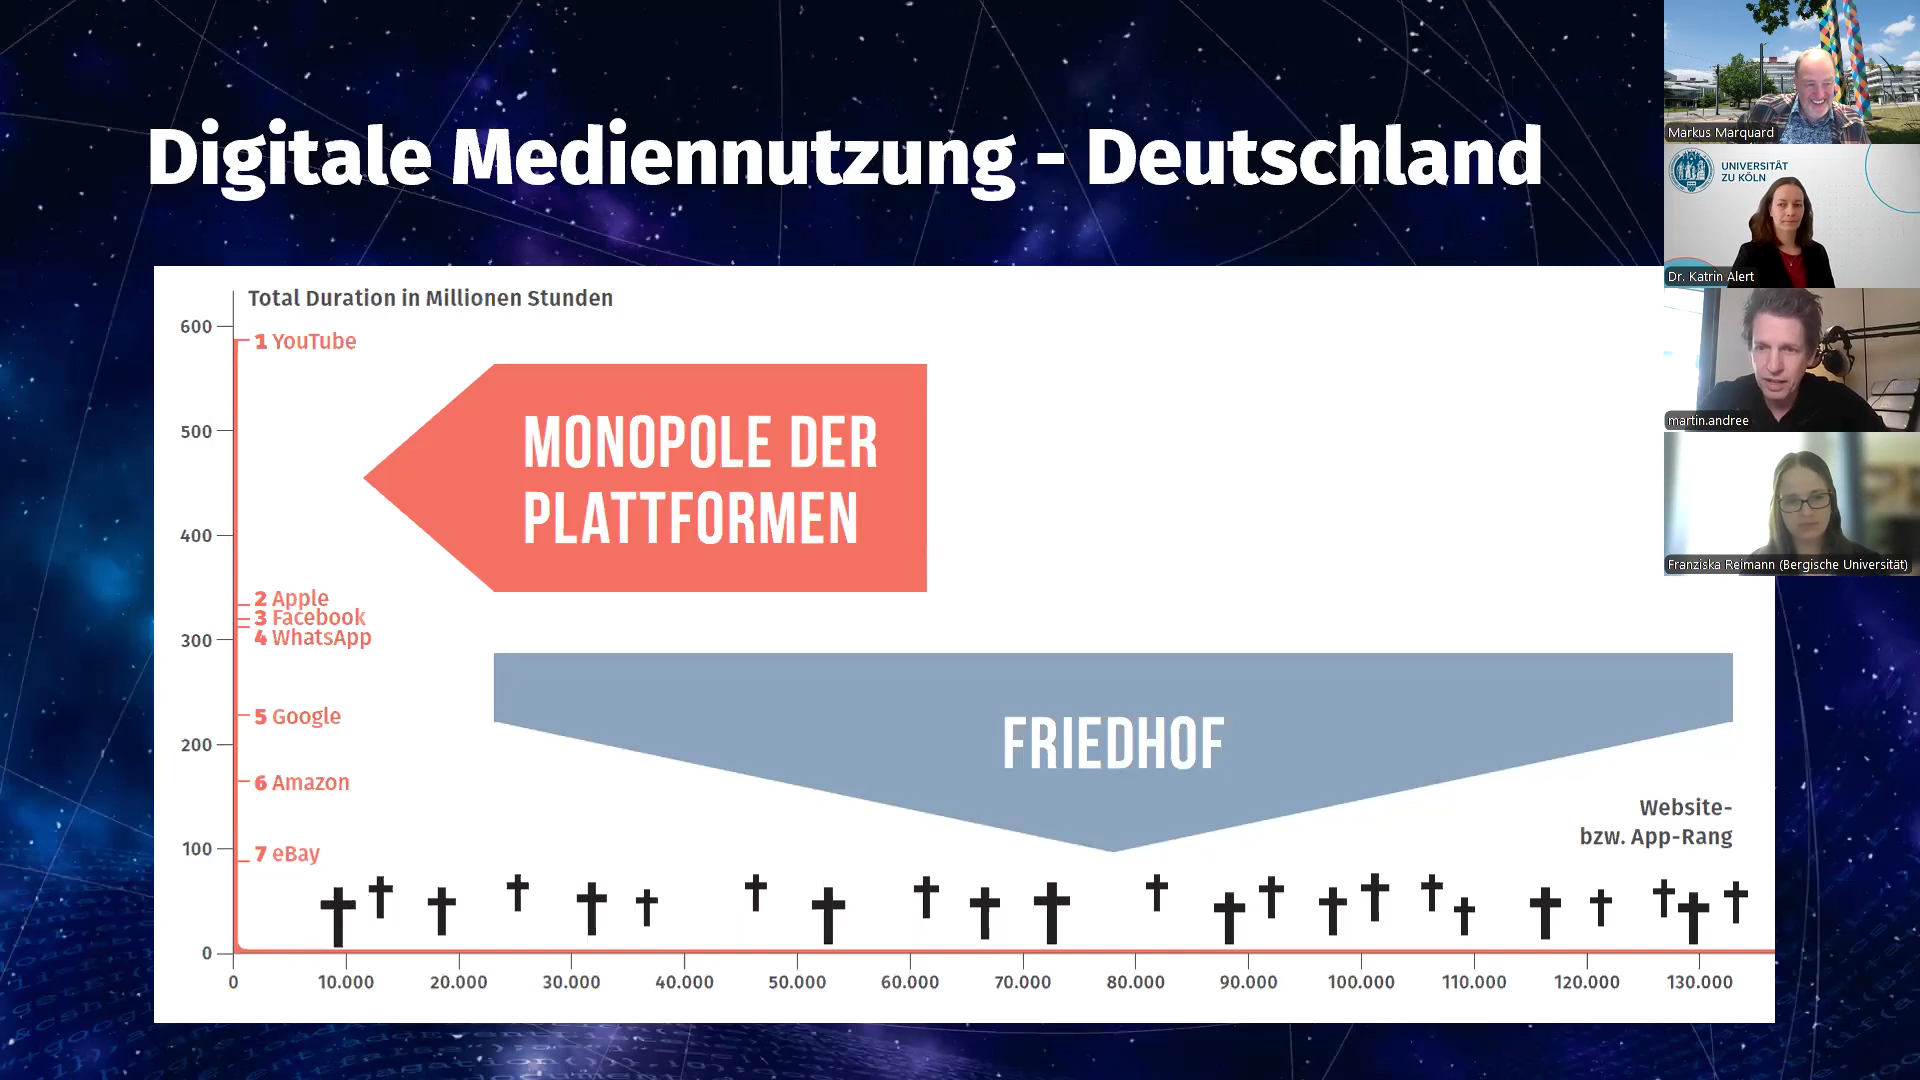 Digitale Mediennutzung - Deutschland
Total Duration in Millionen Stunden
600
500
400
300
200
100
0
1 YouTube
2 Apple
3 Facebook
4 WhatsApp
5 Google
6 Amazon
7 eBay
MONOPOLE DER
PLATTFORMEN
FRIEDHOF
Website-
bzw. App-Rang
0 10.000 20.000 30.000 40.000 50.000 60.000 70.000 80.000 90.000 100.000 110.000 120.000 130.000
Markus Marquard
UNIVERSITÄT
ZU KÖLN
Dr. Katrin Alert
martin.andree
Franziska Reimann (Bergische Universität)